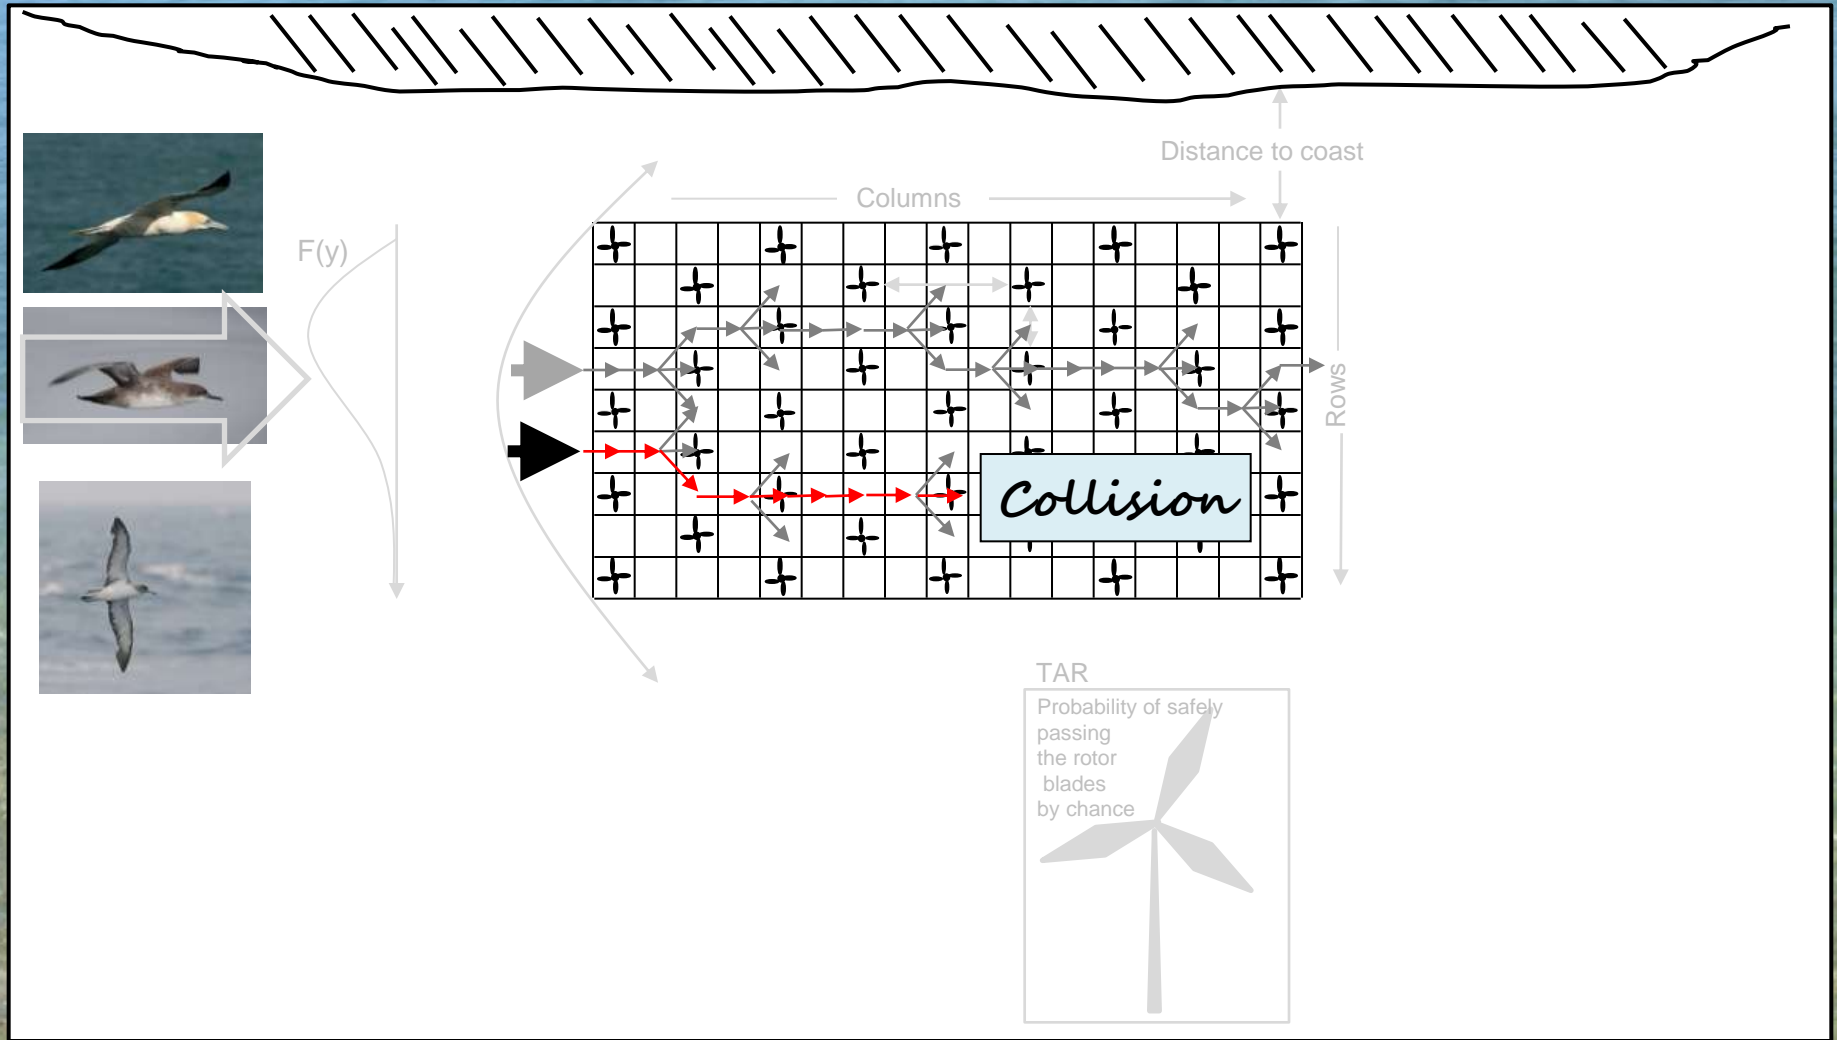 Distance to coast
Columns
F(y)
Rows
Collision
TAR
Probability of safely
passing
the rotor
blades
by chance